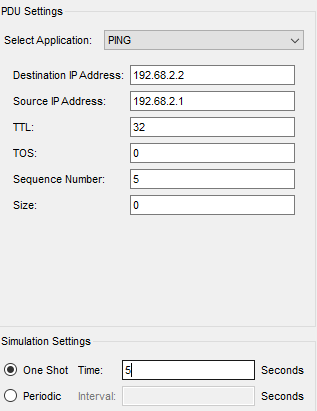 PDU Settings
Select Application: PING
Destination IP Address: 192.68.2.2
Source IP Address: 192.68.2.1
TTL: 32
TOS: 0
Sequence Number: 5
Size: 0
Simulation Settings
One Shot Time: 5 Seconds
Periodic Interval: Seconds